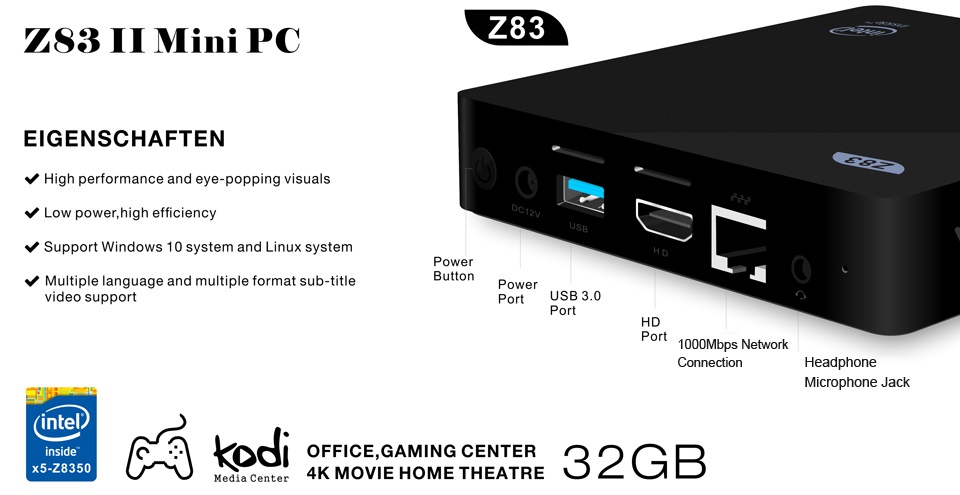 Z83 II Mini PC
Z83
intel
inside™
Z83
EIGENSCHAFTEN
High performance and eye-popping visuals
Low power,high efficiency
Support Windows 10 system and Linux system
Multiple language and multiple format sub-title
video support
DC12V
USB
HD
Power
Button
Power
Port
USB 3.0
Port
HD
Port
1000Mbps Network
Connection
Headphone
Microphone Jack
intel
inside™
x5-Z8350
kodi
Media Center
OFFICE,GAMING CENTER
4K MOVIE HOME THEATRE
32GB